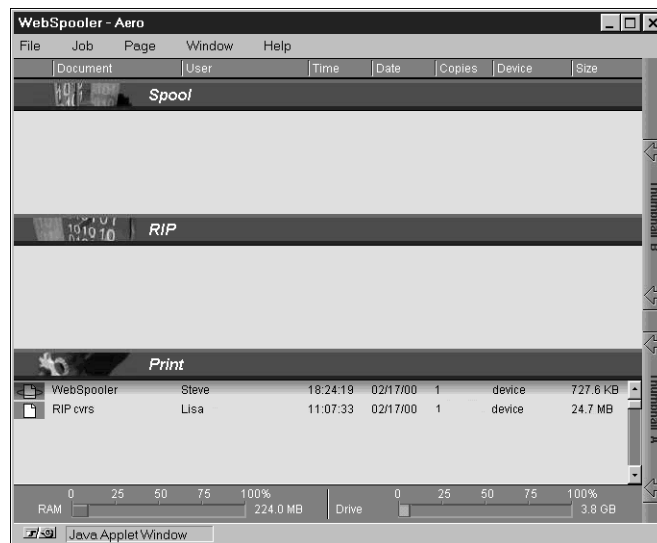 WebSpooler - Aero
File Job Page Window Help
Document User Time Date Copies Device Size
Spool
Thumbnail B
RIP
Print
WebSpooler Steve 18:24:19 02/17/00 1 device 727.6 KB
RIP cvrs Lisa 11:07:33 02/17/00 1 device 24.7 MB
Thumbnail A
0 25 50 75 100% 0 25 50 75 100%
RAM 224.0 MB Drive 3.8 GB
Java Applet Window